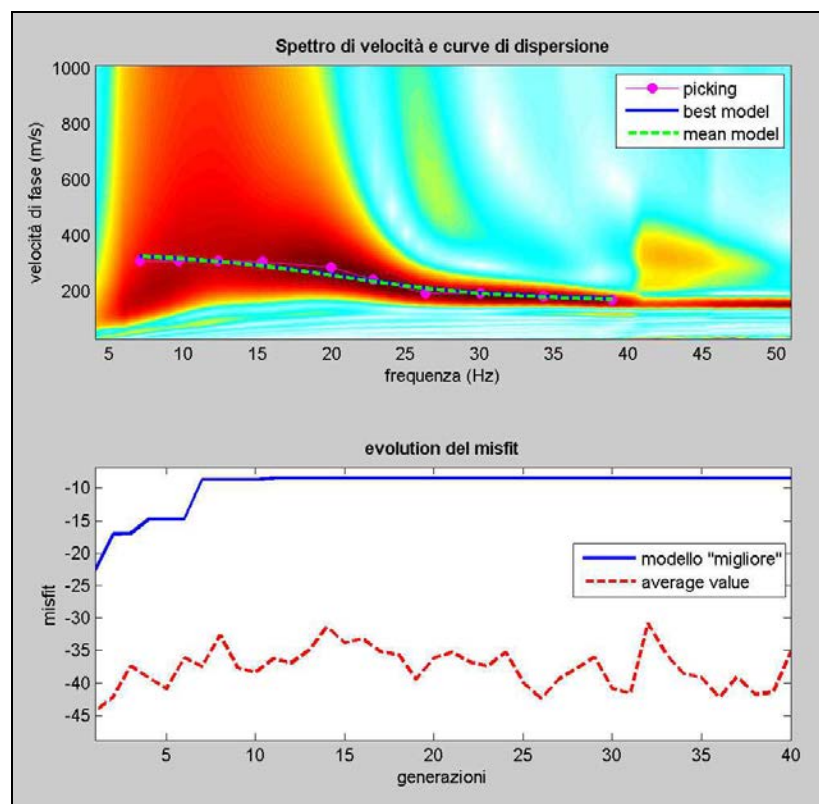 Spettro di velocità e curve di dispersione
1000
800
600
400
200
velocità di fase (m/s)
picking
best model
mean model
5 10 15 20 25 30 35 40 45 50
frequenza (Hz)
evolution del misfit
-10
-15
-20
-25
-30
-35
-40
-45
misfit
modello "migliore"
average value
5 10 15 20 25 30 35 40
generazioni